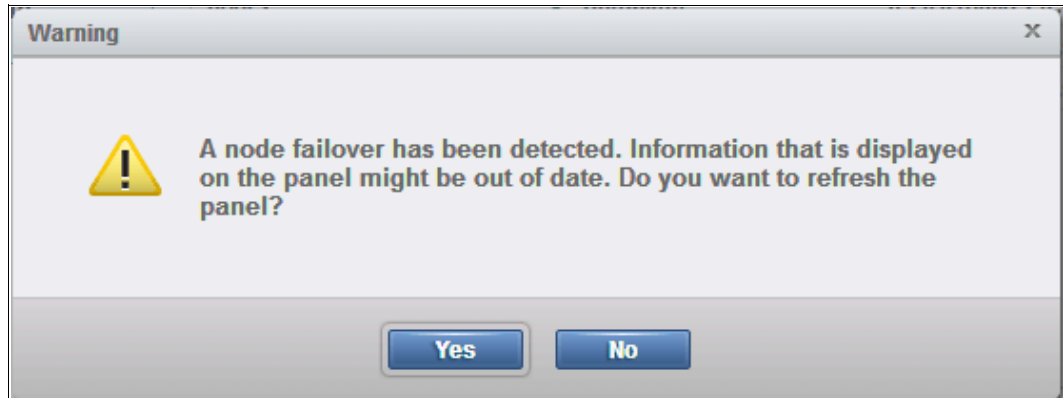 Warning
x
A node failover has been detected. Information that is displayed
on the panel might be out of date. Do you want to refresh the
panel?
Yes
No